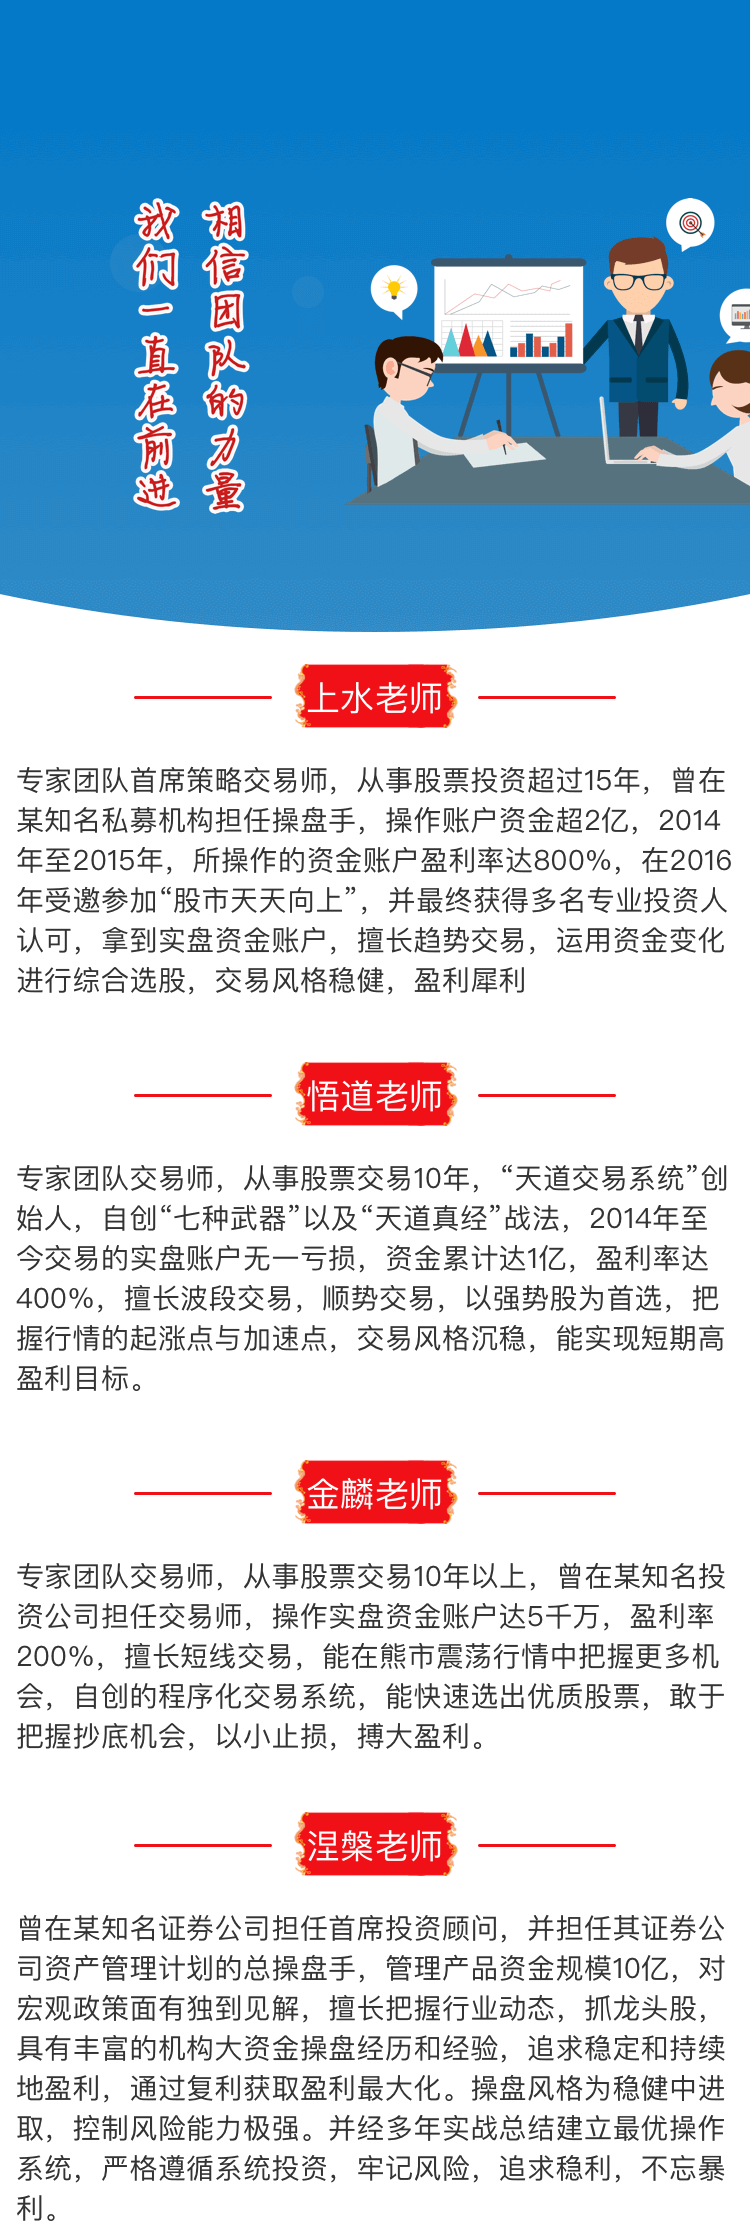 相信团队的力量
我们一直在前进
上水老师
专家团队首席策略交易师，从事股票投资超过15年，曾在
某知名私募机构担任操盘手，操作账户资金超2亿，2014
年至2015年，所操作的资金账户盈利率达800%，在2016
年受邀参加“股市天天向上”，并最终获得多名专业投资人
认可，拿到实盘资金账户，擅长趋势交易，运用资金变化
进行综合选股，交易风格稳健，盈利犀利
悟道老师
专家团队交易师，从事股票交易10年，“天道交易系统”创
始人，自创“七种武器”以及“天道真经”战法，2014年至
今交易的实盘账户无一亏损，资金累计达1亿，盈利率达
400%，擅长波段交易，顺势交易，以强势股为首选，把
握行情的起涨点与加速点，交易风格沉稳，能实现短期高
盈利目标。
金麟老师
专家团队交易师，从事股票交易10年以上，曾在某知名投
资公司担任交易师，操作实盘资金账户达5千万，盈利率
200%，擅长短线交易，能在熊市震荡行情中把握更多机
会，自创的程序化交易系统，能快速选出优质股票，敢于
把握抄底机会，以小止损，搏大盈利。
涅槃老师
曾在某知名证券公司担任首席投资顾问，并担任其证券公
司资产管理计划的总操盘手，管理产品资金规模10亿，对
宏观政策面有独到见解，擅长把握行业动态，抓龙头股，
具有丰富的机构大资金操盘经历和经验，追求稳定和持续
地盈利，通过复利获取盈利最大化。操盘风格为稳健中进
取，控制风险能力极强。并经多年实战总结建立最优操作
系统，严格遵循系统投资，牢记风险，追求稳利，不忘暴
利。